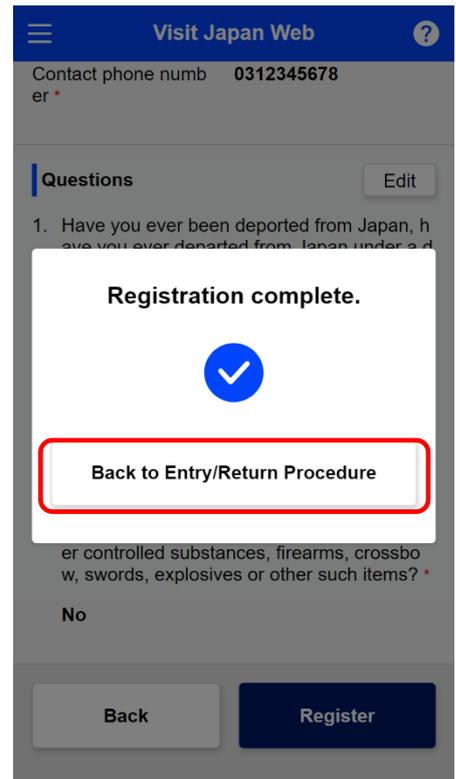 Visit Japan Web
?
Contact phone numb 0312345678
er *
Questions
Edit
1. Have you ever been deported from Japan, h
ave you ever departed from Japan under a d
Registration complete.
Back to Entry/Return Procedure
er controlled substances, firearms, crossbo
w, swords, explosives or other such items? *
No
Back
Register